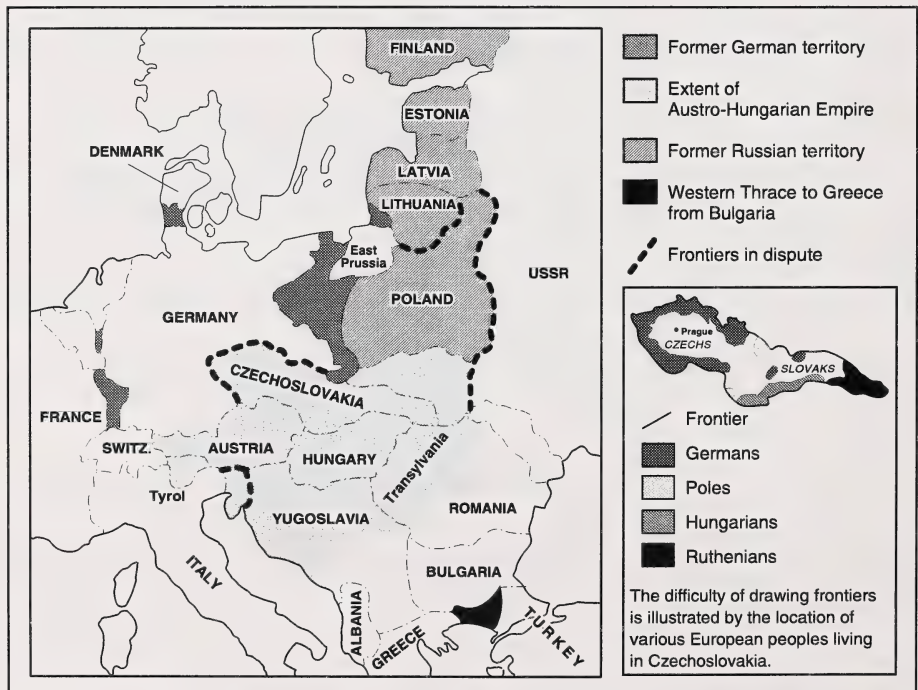 FINLAND
ESTONIA
DENMARK
LATVIA
LITHUANIA
East
Prussia
USSR
POLAND
GERMANY
CZECHOSLOVAKIA
FRANCE
SWITZ.
AUSTRIA
HUNGARY
Transylvania
Tyrol
ROMANIA
YUGOSLAVIA
ITALY
BULGARIA
ALBANIA
GREECE
TURKEY
Former German territory
Extent of
Austro-Hungarian Empire
Former Russian territory
Western Thrace to Greece
from Bulgaria
Frontiers in dispute
Prague
CZECHS
SLOVAKS
Frontier
Germans
Poles
Hungarians
Ruthenians
The difficulty of drawing frontiers
is illustrated by the location of
various European peoples living
in Czechoslovakia.